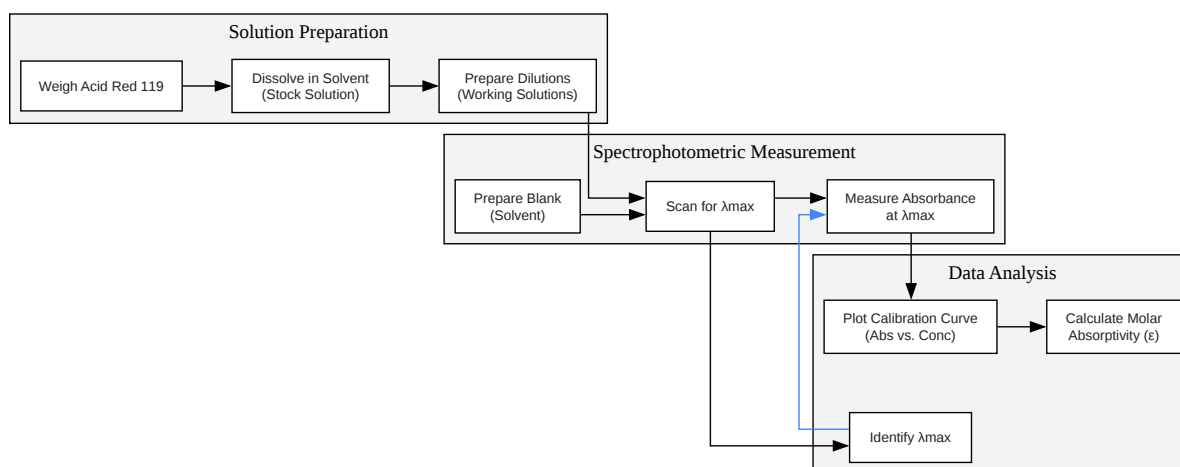 Solution Preparation
Weigh Acid Red 119
Dissolve in Solvent
(Stock Solution)
Prepare Dilutions
(Working Solutions)
Spectrophotometric Measurement
Prepare Blank
(Solvent)
Scan for λmax
Measure Absorbance
at λmax
Data Analysis
Plot Calibration Curve
(Abs vs. Conc)
Calculate Molar
Absorptivity (ε)
Identify λmax